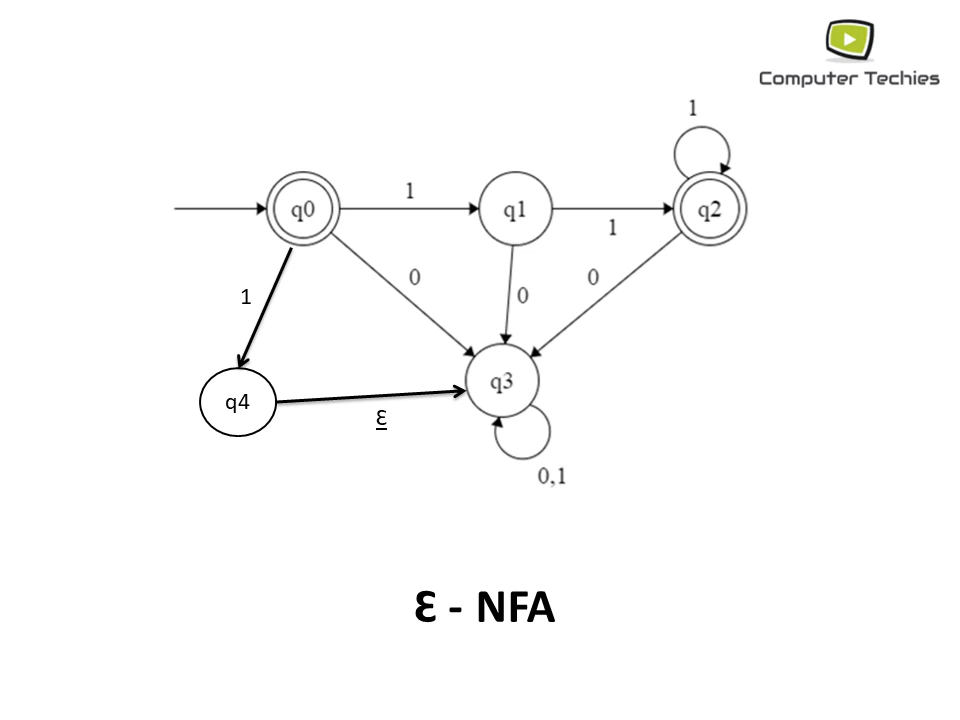 Computer Techies
1
q0
1
q1
1
q2
1
0
0
0
q4
ε
q3
0,1
ε - NFA